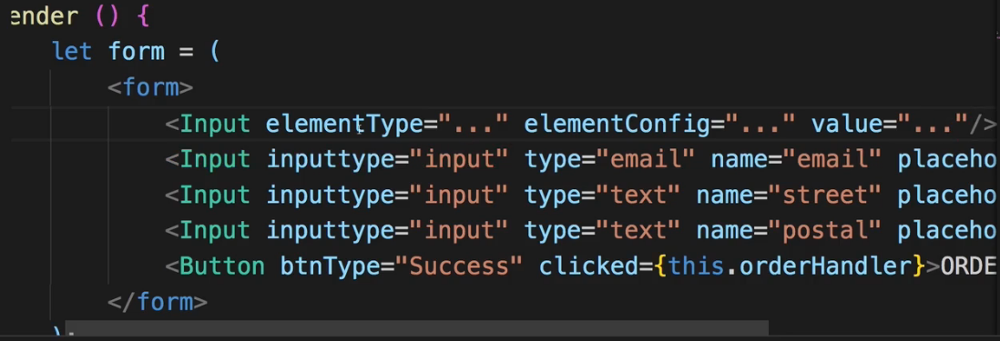 ender () {
let form = (
<form>
<Input elementType="..." elementConfig="..." value="..."/>
<Input inputtype="input" type="email" name="email" placeho
<Input inputtype="input" type="text" name="street" placeho
<Input inputtype="input" type="text" name="postal" placeho
<Button btnType="Success" clicked={this.orderHandler}>ORDE
</form>
);